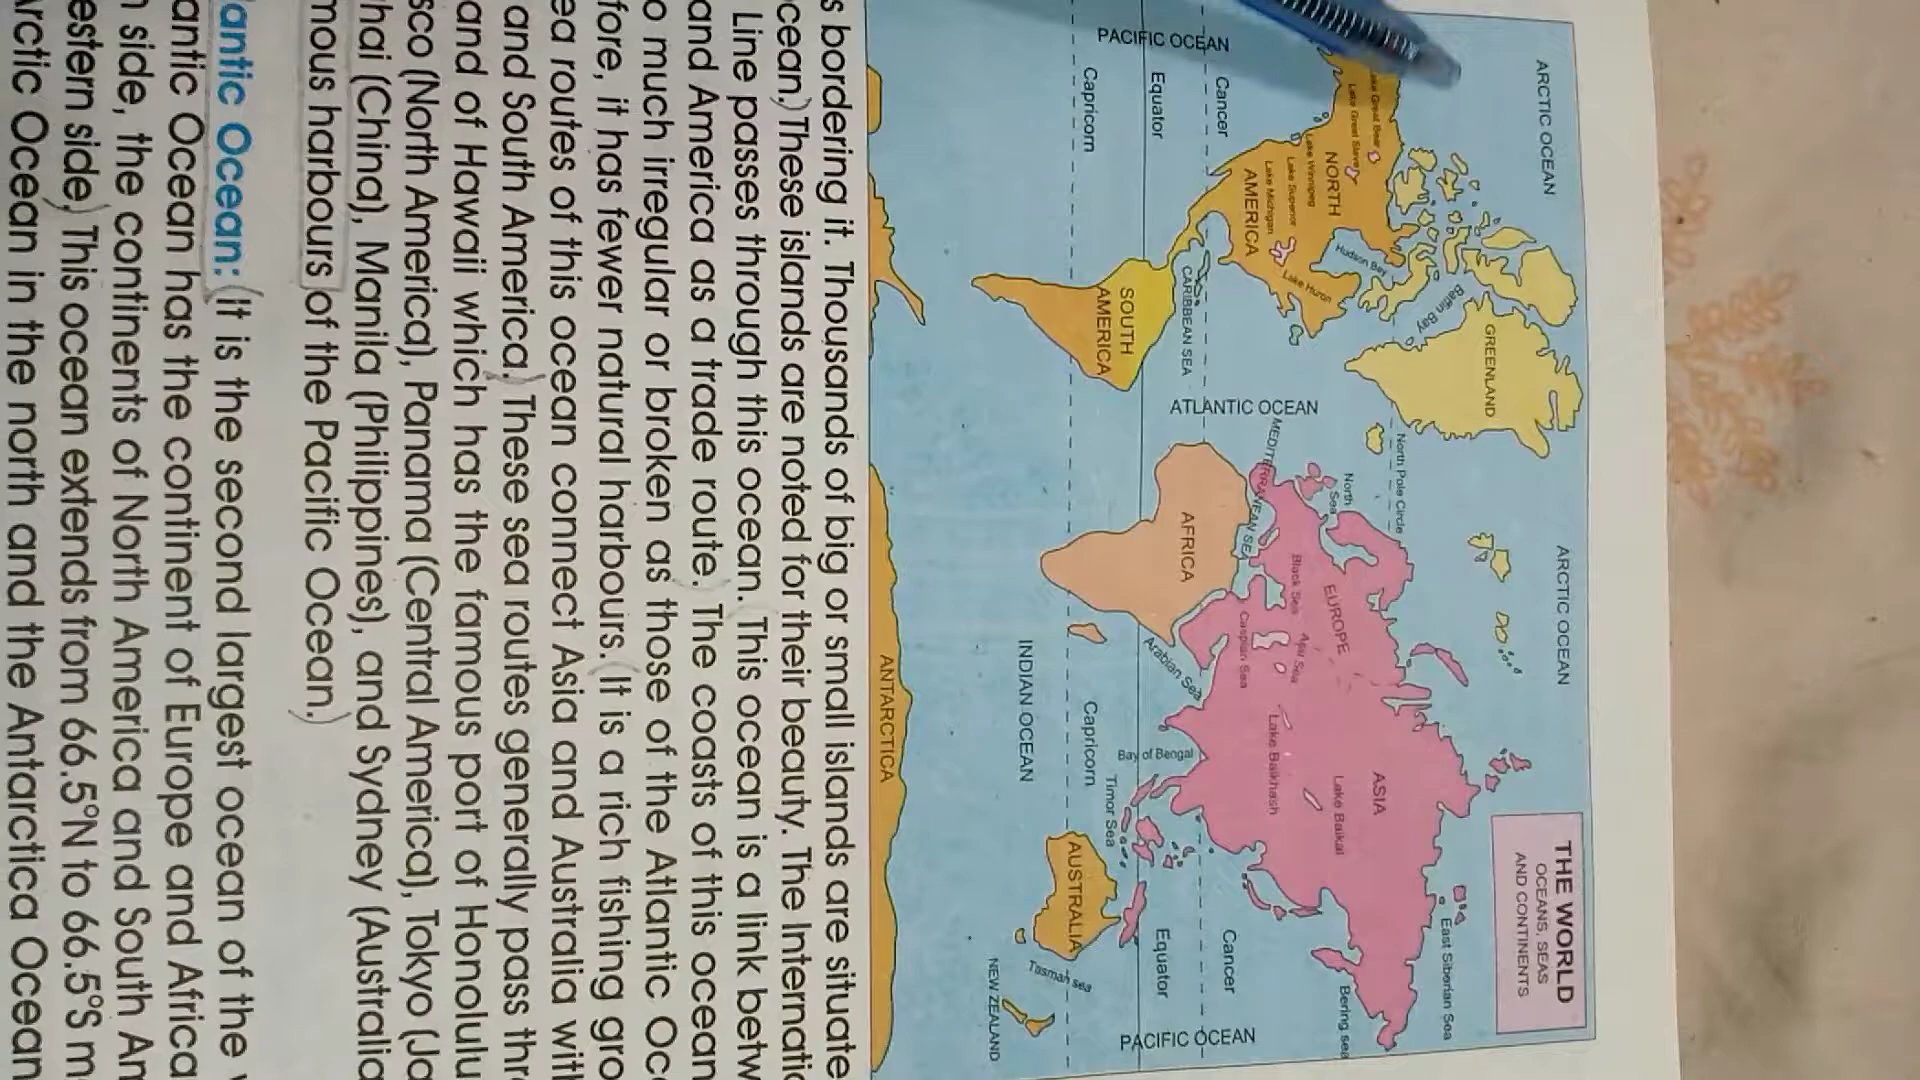 THE WORLD
OCEANS, SEAS
AND CONTINENTS
ARCTIC OCEAN
ARCTIC OCEAN
GREENLAND
Baffin Bay
Hudson Bay
North Pole Circle
Lake Great Bear
Lake Great Slave
Lake Winnipeg
Lake Superior
Lake Michigan
Lake Huron
NORTH
AMERICA
North
Sea
EUROPE
ASIA
East Siberian Sea
Bering sea
Lake Baikal
Lake Balkhash
Black Sea
Aral Sea
Caspian Sea
MEDITERRANEAN SEA
Cancer
Cancer
PACIFIC OCEAN
ATLANTIC OCEAN
PACIFIC OCEAN
CARIBBEAN SEA
AFRICA
Arabian Sea
Bay of Bengal
Equator
Equator
SOUTH
AMERICA
Timor Sea
Capricorn
Capricorn
AUSTRALIA
INDIAN OCEAN
Tasman sea
NEW ZEALAND
ANTARCTICA
s bordering it. Thousands of big or small islands are situate
ocean.) These islands are noted for their beauty. The Internatio
Line passes through this ocean. This ocean is a link betw
and America as a trade route. The coasts of this ocean
o much irregular or broken as those of the Atlantic Oc
fore, it has fewer natural harbours. (It is a rich fishing gro
ea routes of this ocean connect Asia and Australia with
and South America.) These sea routes generally pass thr
and of Hawaii which has the famous port of Honolulu
sco (North America), Panama (Central America), Tokyo (Ja
hai (China), Manila (Philippines), and Sydney (Australia
mous harbours of the Pacific Ocean.)
lantic Ocean: (It is the second largest ocean of the
antic Ocean has the continent of Europe and Africa
n side, the continents of North America and South Am
estern side.) This ocean extends from 66.5°N to 66.5°S m
Arctic Ocean in the north and the Antarctica Ocean